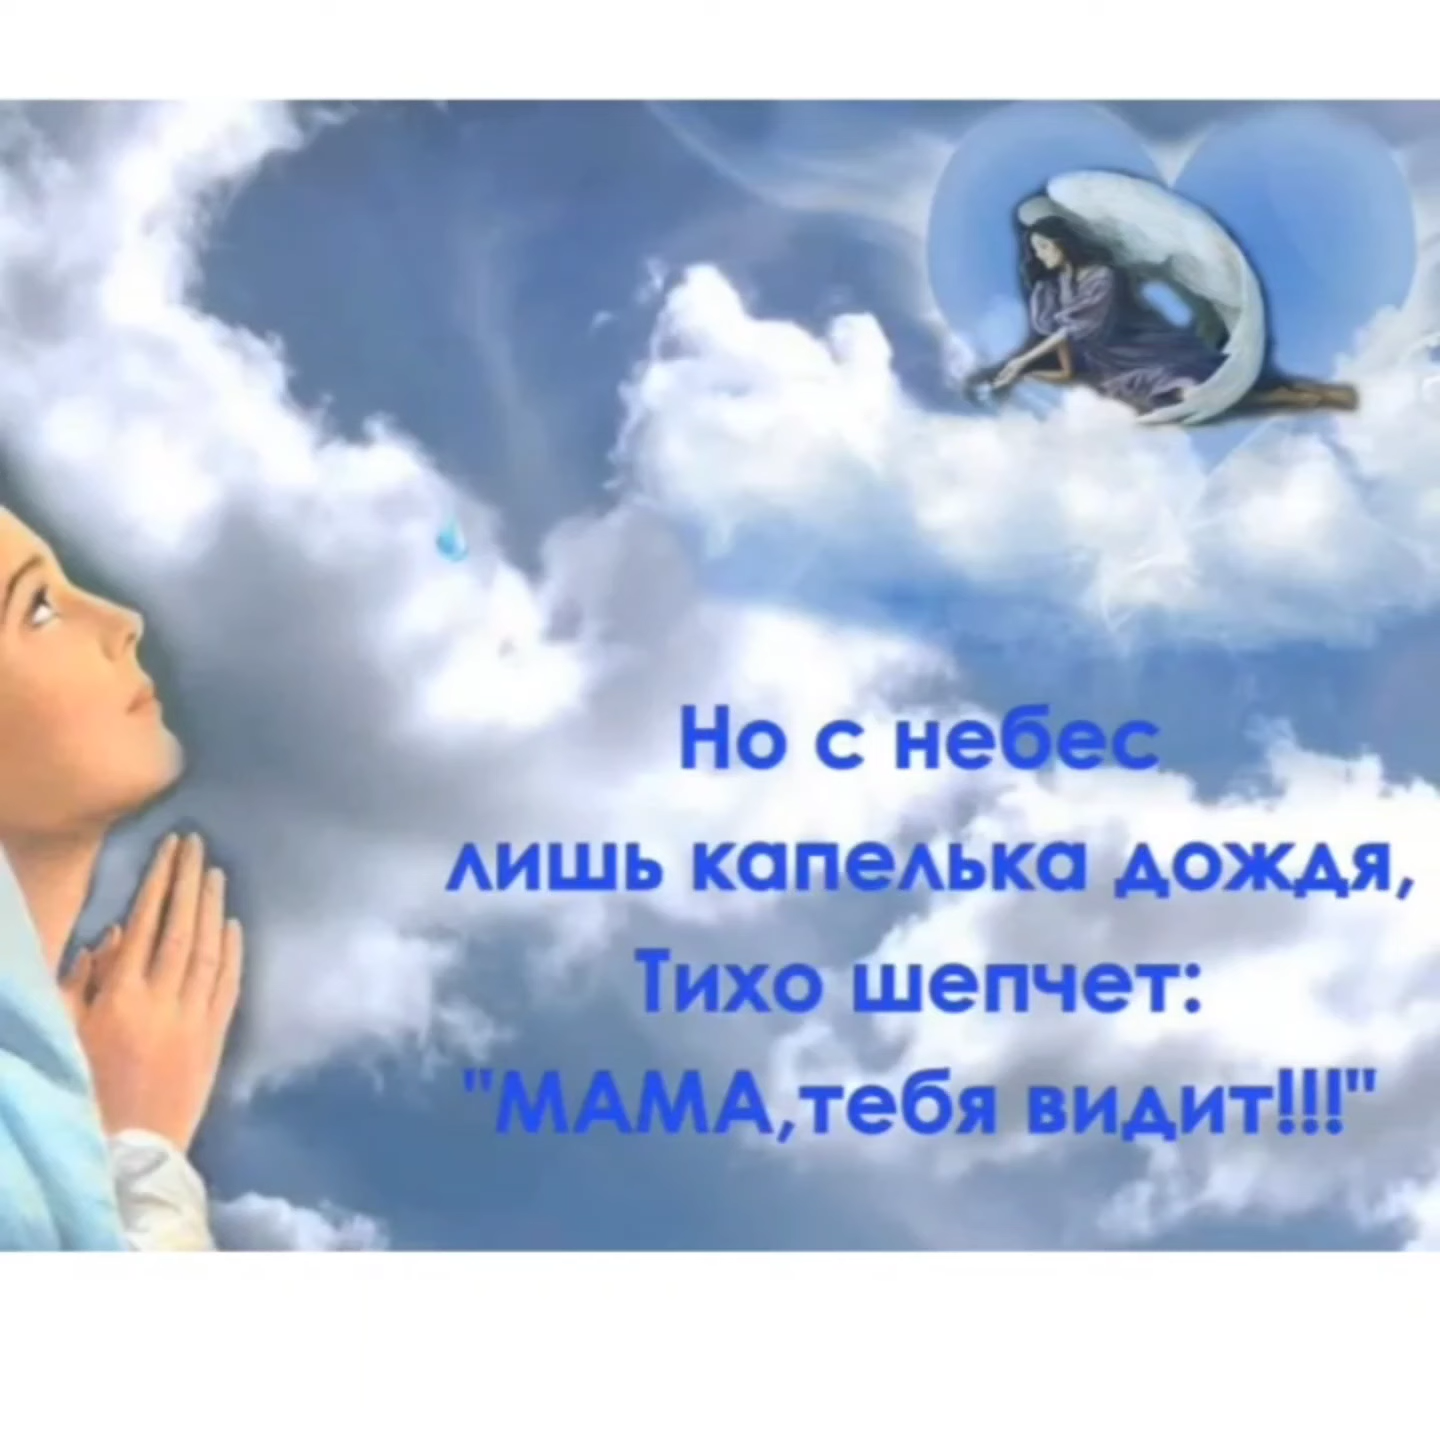 Но с небес
лишь капелька дождя,
Тихо шепчет:
"МАМА,тебя видит!!!"